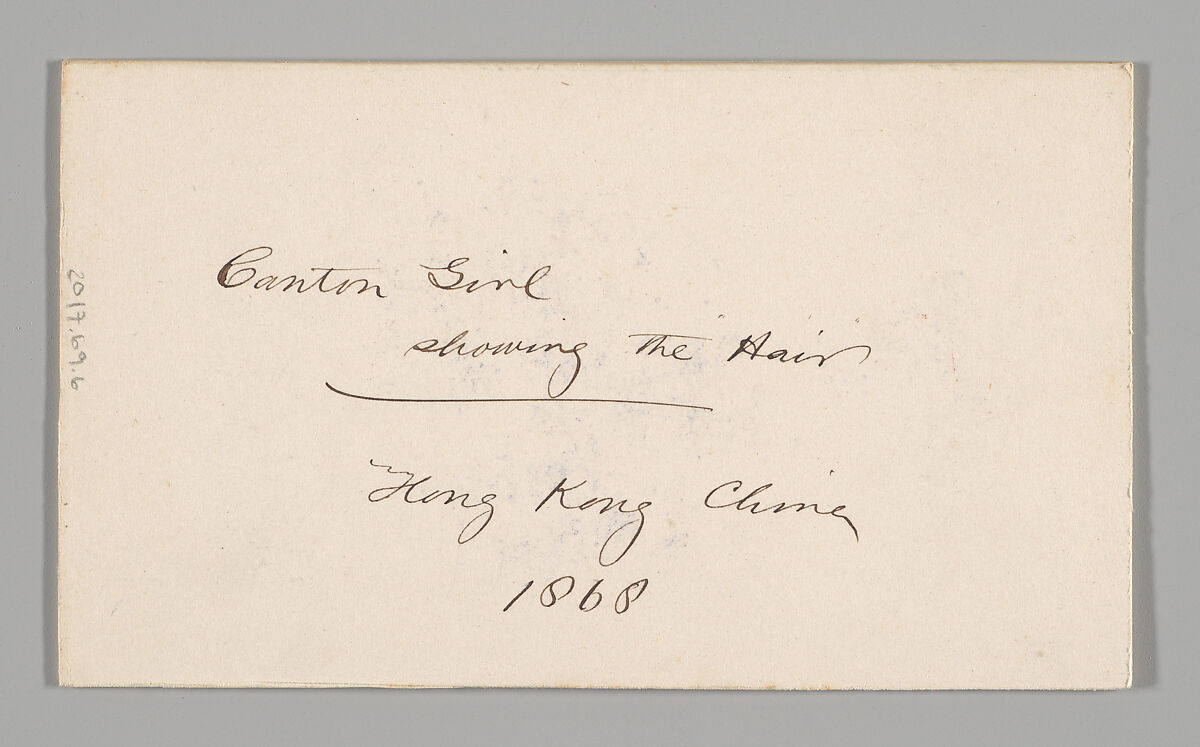 Canton Girl
showing the "Hair"
Hong Kong China
1868
2017.69.6